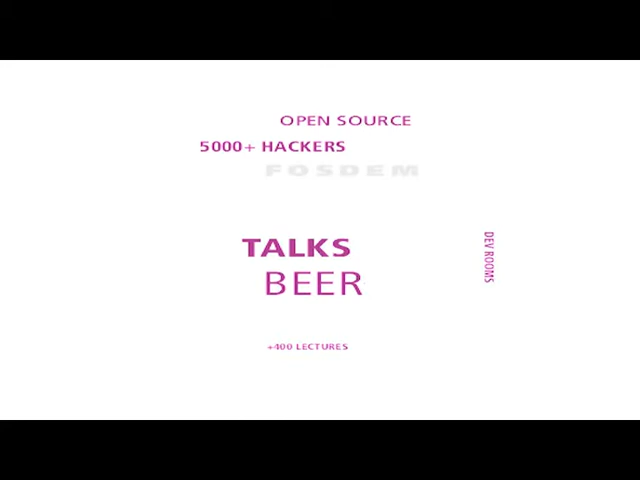 OPEN SOURCE
5000+ HACKERS
FOSDEM
TALKS
DEV ROOMS
BEER
+400 LECTURES